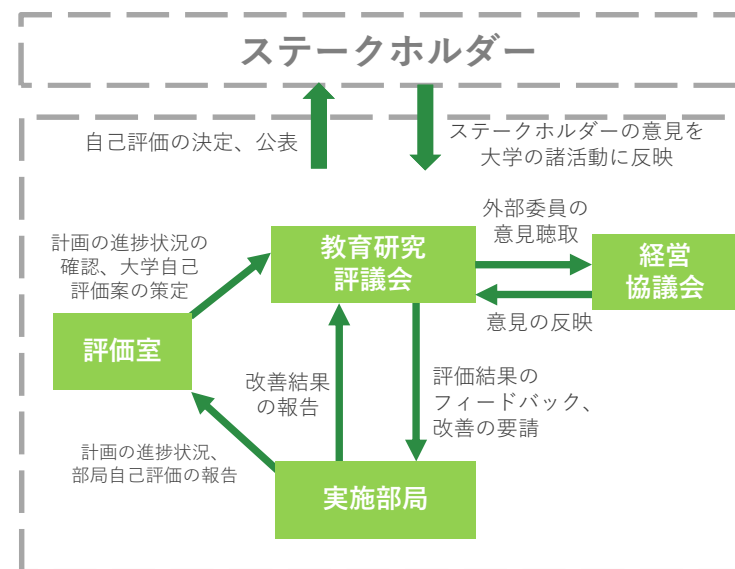 ステークホルダー
自己評価の決定、公表
ステークホルダーの意見を
大学の諸活動に反映
外部委員の
意見聴取
計画の進捗状況の
確認、大学自己
評価案の策定
教育研究
評議会
経営
協議会
意見の反映
評価室
改善結果
の報告
評価結果の
フィードバック、
改善の要請
計画の進捗状況、
部局自己評価の報告
実施部局